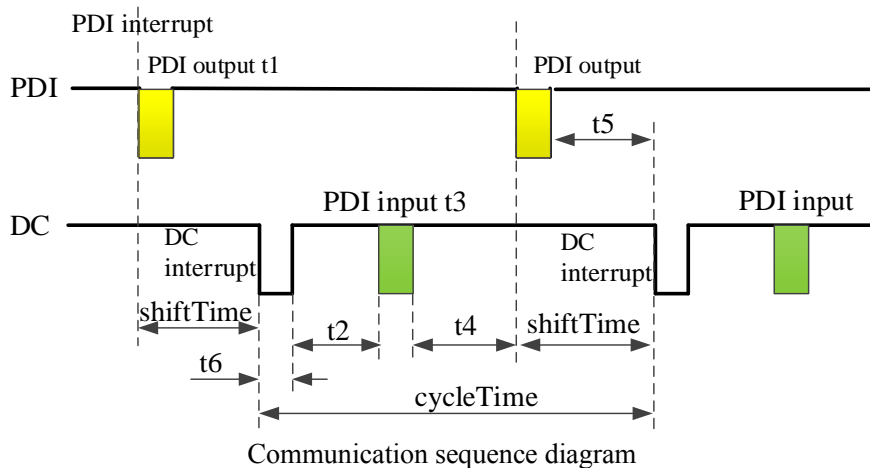 PDI interrupt
PDI output t1
PDI output
PDI
t5
PDI input t3
PDI input
DC
DC
interrupt
DC
interrupt
shiftTime
t2
t4
shiftTime
t6
cycleTime
Communication sequence diagram